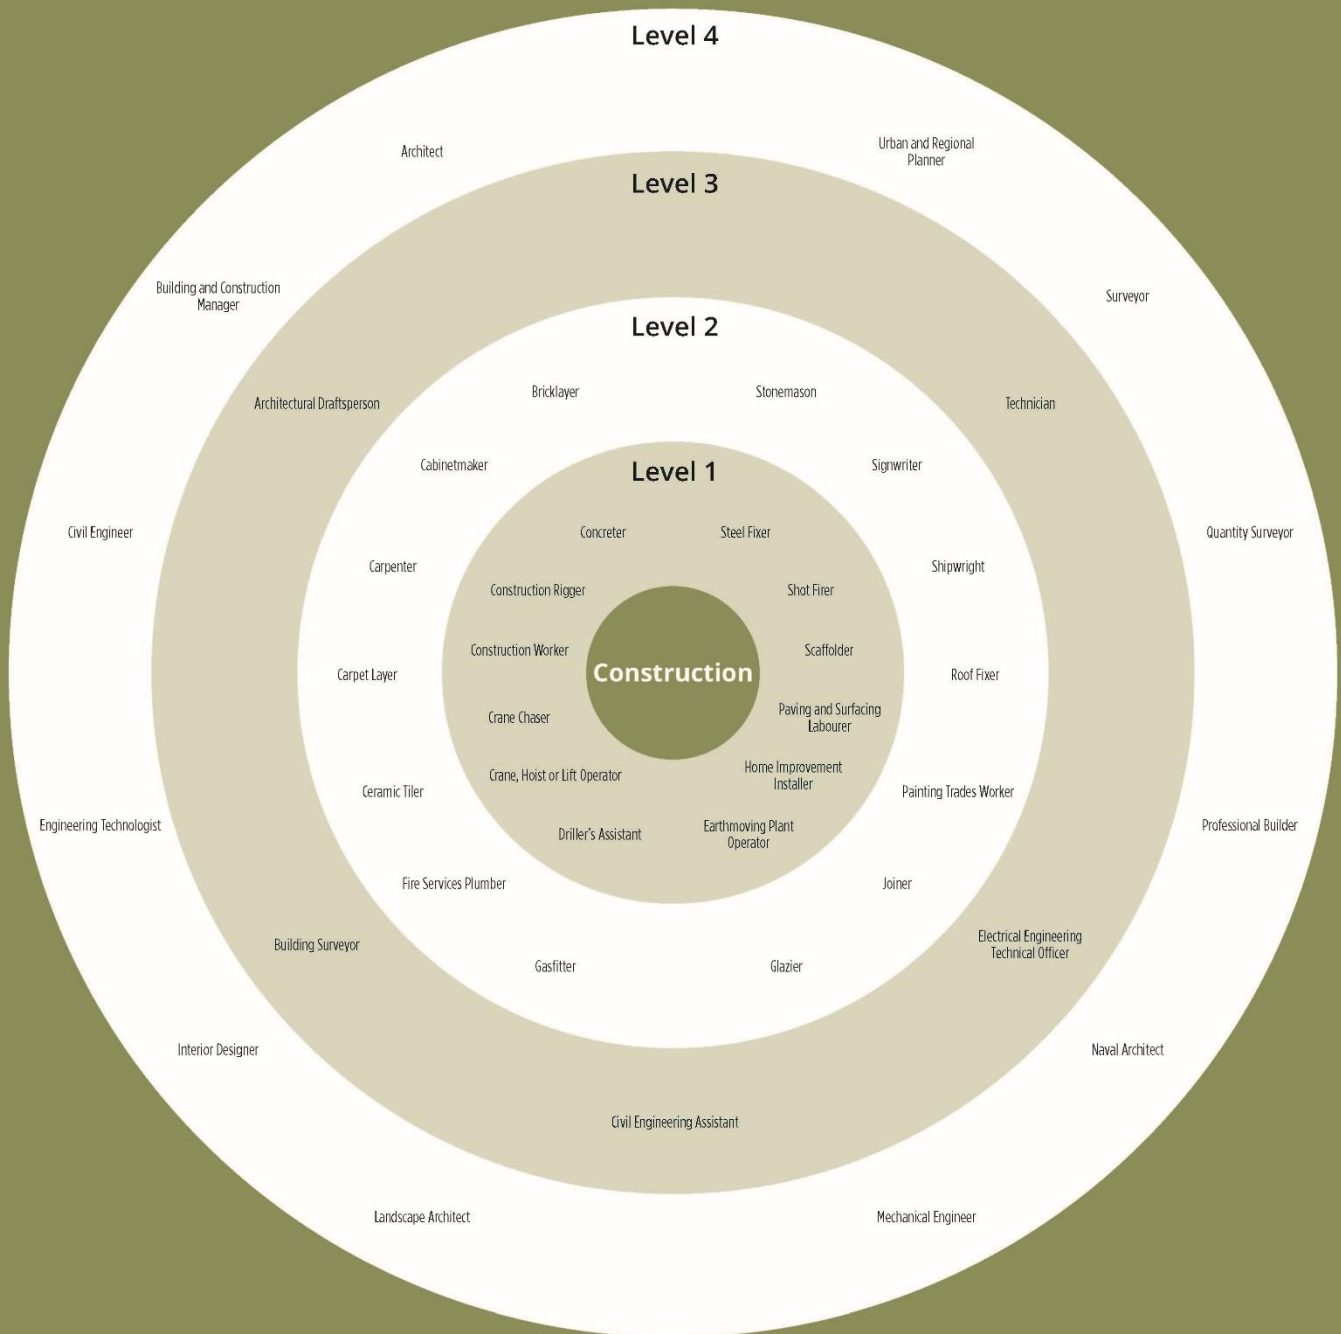 Level 4
Architect
Urban and Regional
Planner
Building and Construction
Manager
Surveyor
Civil Engineer
Quantity Surveyor
Engineering Technologist
Professional Builder
Interior Designer
Naval Architect
Landscape Architect
Mechanical Engineer
Level 3
Architectural Draftsperson
Technician
Building Surveyor
Electrical Engineering
Technical Officer
Civil Engineering Assistant
Level 2
Bricklayer
Stonemason
Cabinetmaker
Signwriter
Carpenter
Shipwright
Carpet Layer
Roof Fixer
Ceramic Tiler
Painting Trades Worker
Fire Services Plumber
Joiner
Gasfitter
Glazier
Level 1
Concreter
Steel Fixer
Construction Rigger
Shot Firer
Construction Worker
Scaffolder
Crane Chaser
Paving and Surfacing
Labourer
Crane, Hoist or Lift Operator
Home Improvement
Installer
Driller's Assistant
Earthmoving Plant
Operator
Construction